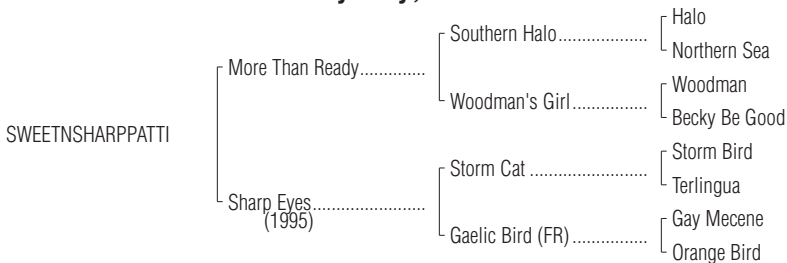 Halo
Southern Halo...................
Northern Sea
More Than Ready..............
Woodman
Woodman's Girl................
Becky Be Good
SWEETNSHARPPATTI
Storm Bird
Storm Cat .........................
Terlingua
Sharp Eyes........................
(1995)
Gay Mecene
Gaelic Bird (FR) ................
Orange Bird